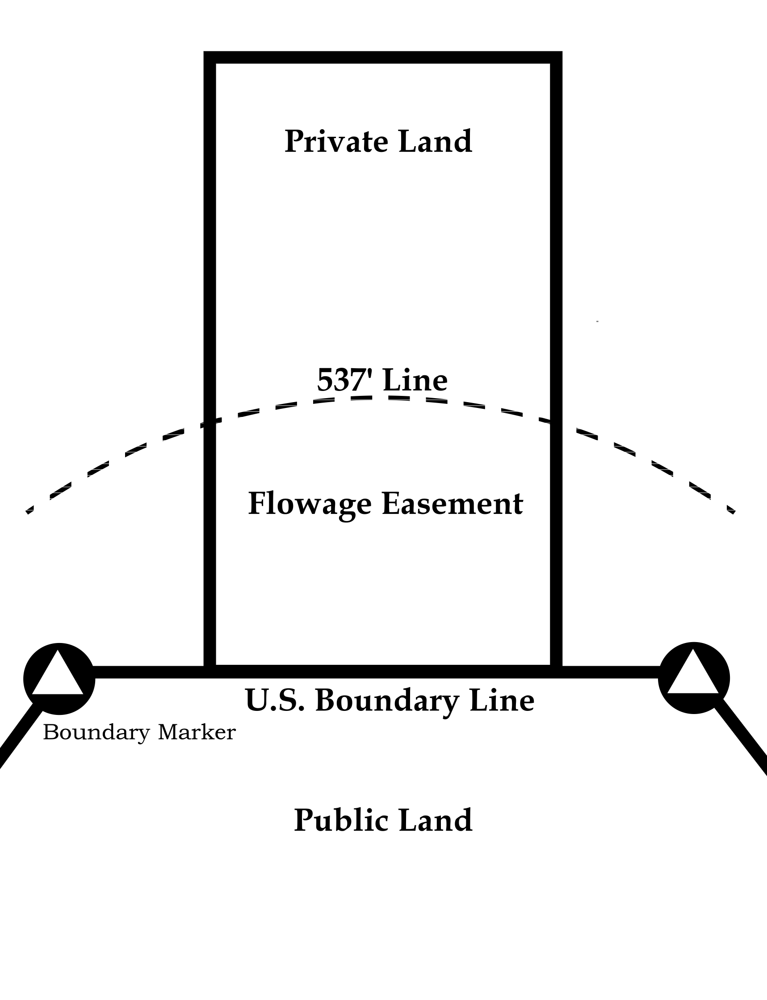 Private Land
537' Line
Flowage Easement
U.S. Boundary Line
Boundary Marker
Public Land